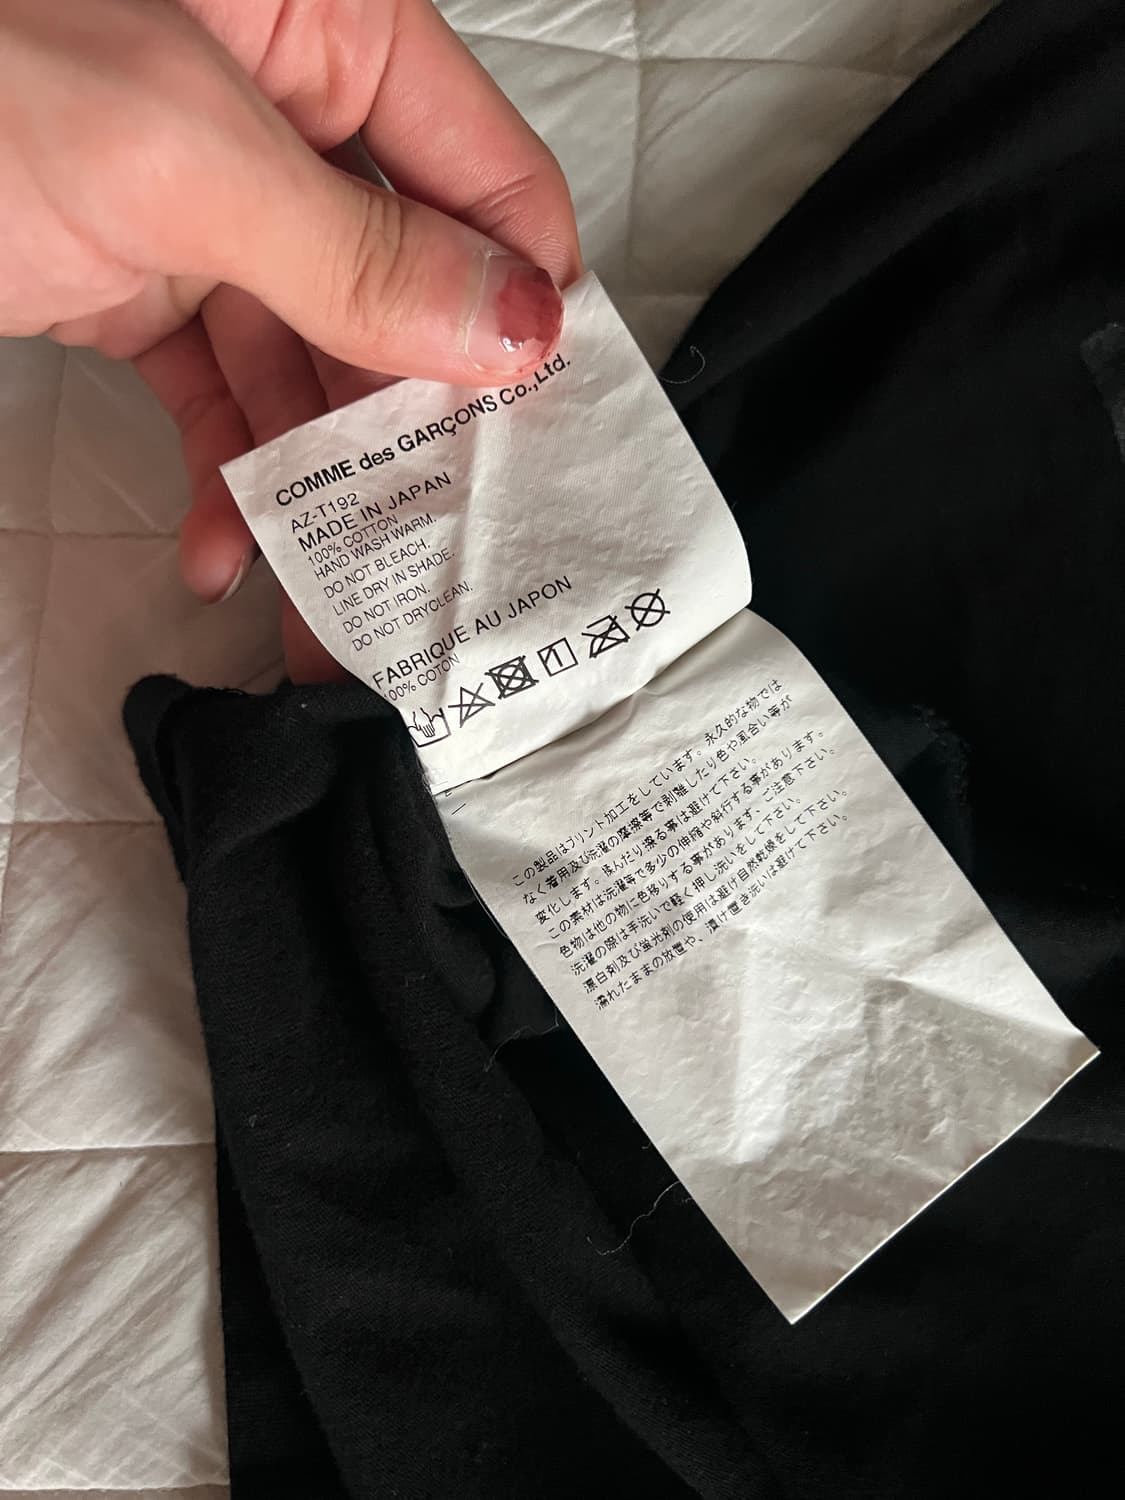 COMME des GARÇONS Co.,Ltd.
AZ-T192
MADE IN JAPAN
100% COTTON
HAND WASH WARM.
DO NOT BLEACH.
LINE DRY IN SHADE.
DO NOT IRON.
DO NOT DRYCLEAN.
FABRIQUE AU JAPON
100% COTON
この製品はプリント加工をしています。永久的な物では
なく着用及び洗濯の摩擦等で剥離したり色や風合い等が
変化します。揉んだり擦る事は避けて下さい。
この素材は洗濯等で多少の伸縮や斜行する事があります。
色物は他の物に色移りする事があります、ご注意下さい。
洗濯の際は手洗いで軽く押し洗いをして下さい。
漂白剤及び蛍光剤の使用は避け自然乾燥をして下さい。
濡れたままの放置や、漬け置き洗いは避けて下さい。